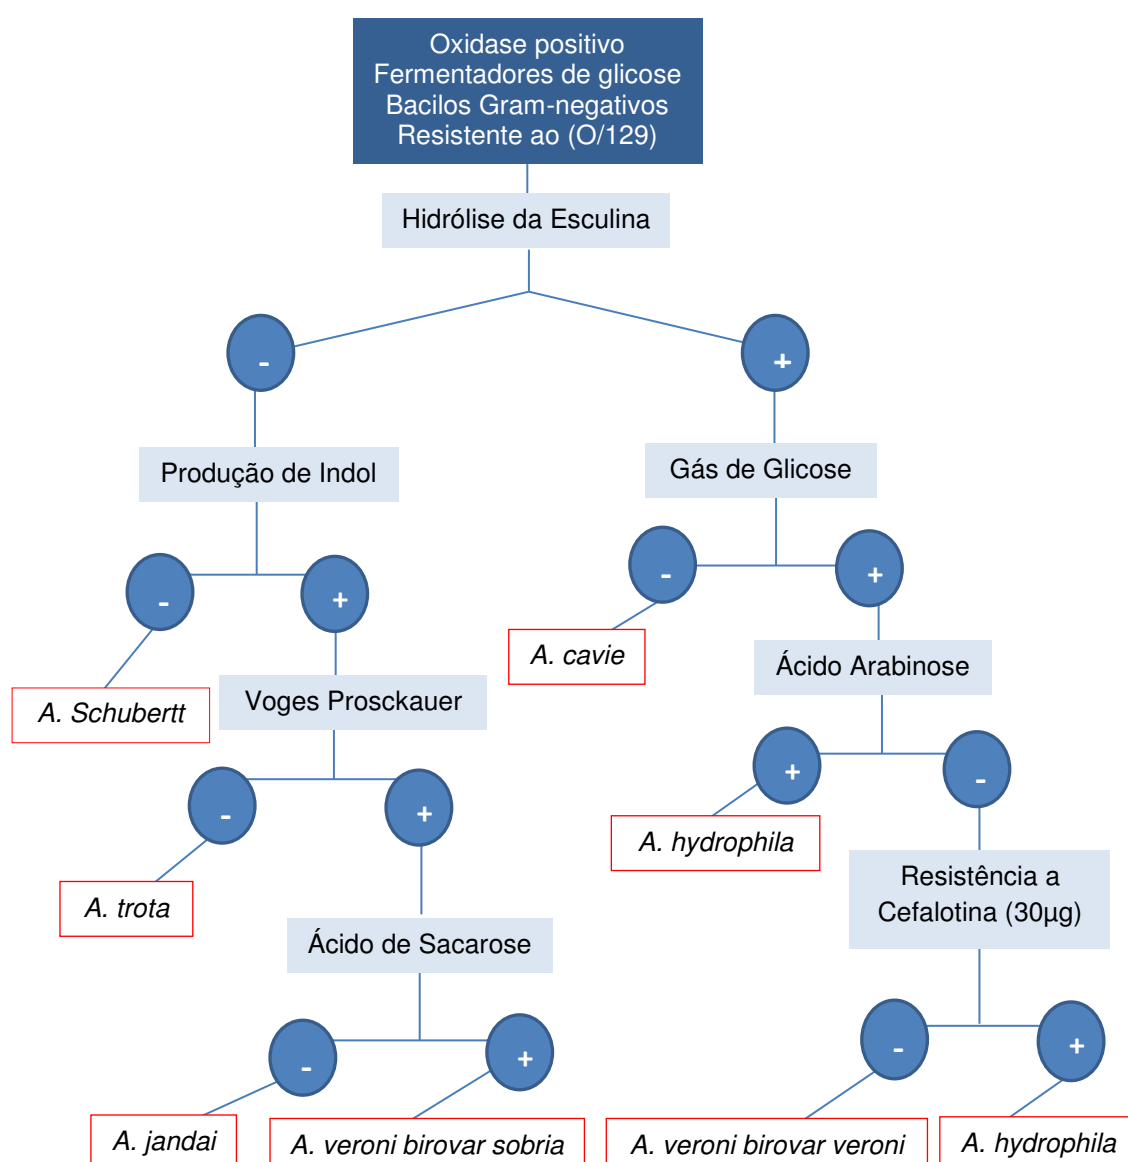 Oxidase positivo
Fermentadores de glicose
Bacilos Gram-negativos
Resistente ao (O/129)
Hidrólise da Esculina
-
+
Produção de Indol
Gás de Glicose
-
+
-
+
A. Schubertt
Voges Prosckauer
A. cavie
Ácido Arabinose
-
+
+
-
A. trota
A. hydrophila
Resistência a
Cefalotina (30µg)
Ácido de Sacarose
-
+
-
+
A. jandai
A. veroni birovar sobria
A. veroni birovar veroni
A. hydrophila